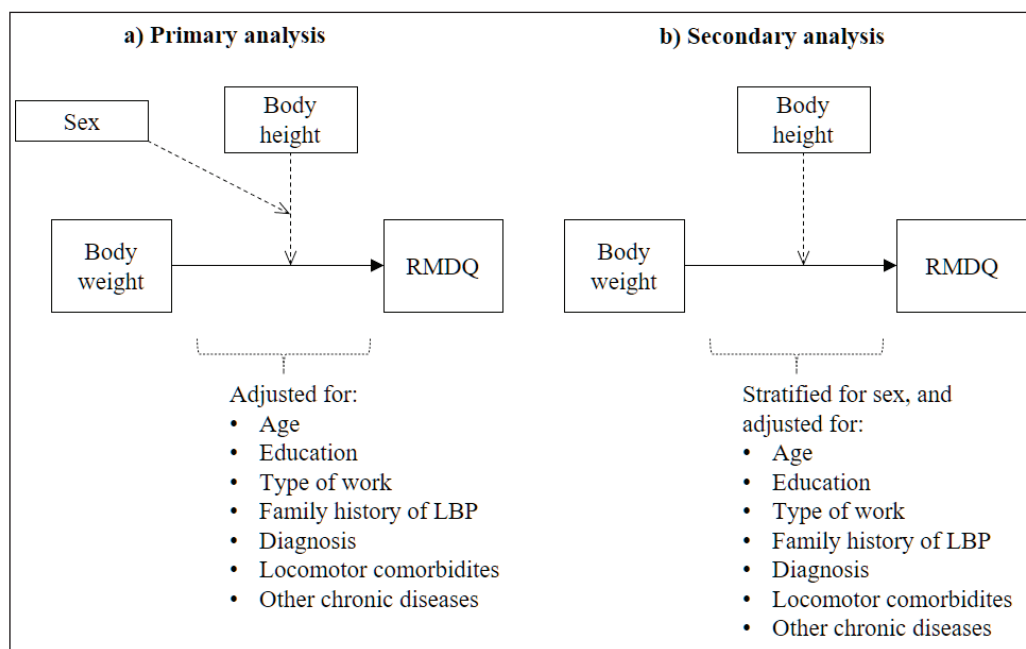 a) Primary analysis
Sex
Body
height
Body
weight
RMDQ
Adjusted for:
• Age
• Education
• Type of work
• Family history of LBP
• Diagnosis
• Locomotor comorbidites
• Other chronic diseases
b) Secondary analysis
Body
height
Body
weight
RMDQ
Stratified for sex, and
adjusted for:
• Age
• Education
• Type of work
• Family history of LBP
• Diagnosis
• Locomotor comorbidites
• Other chronic diseases